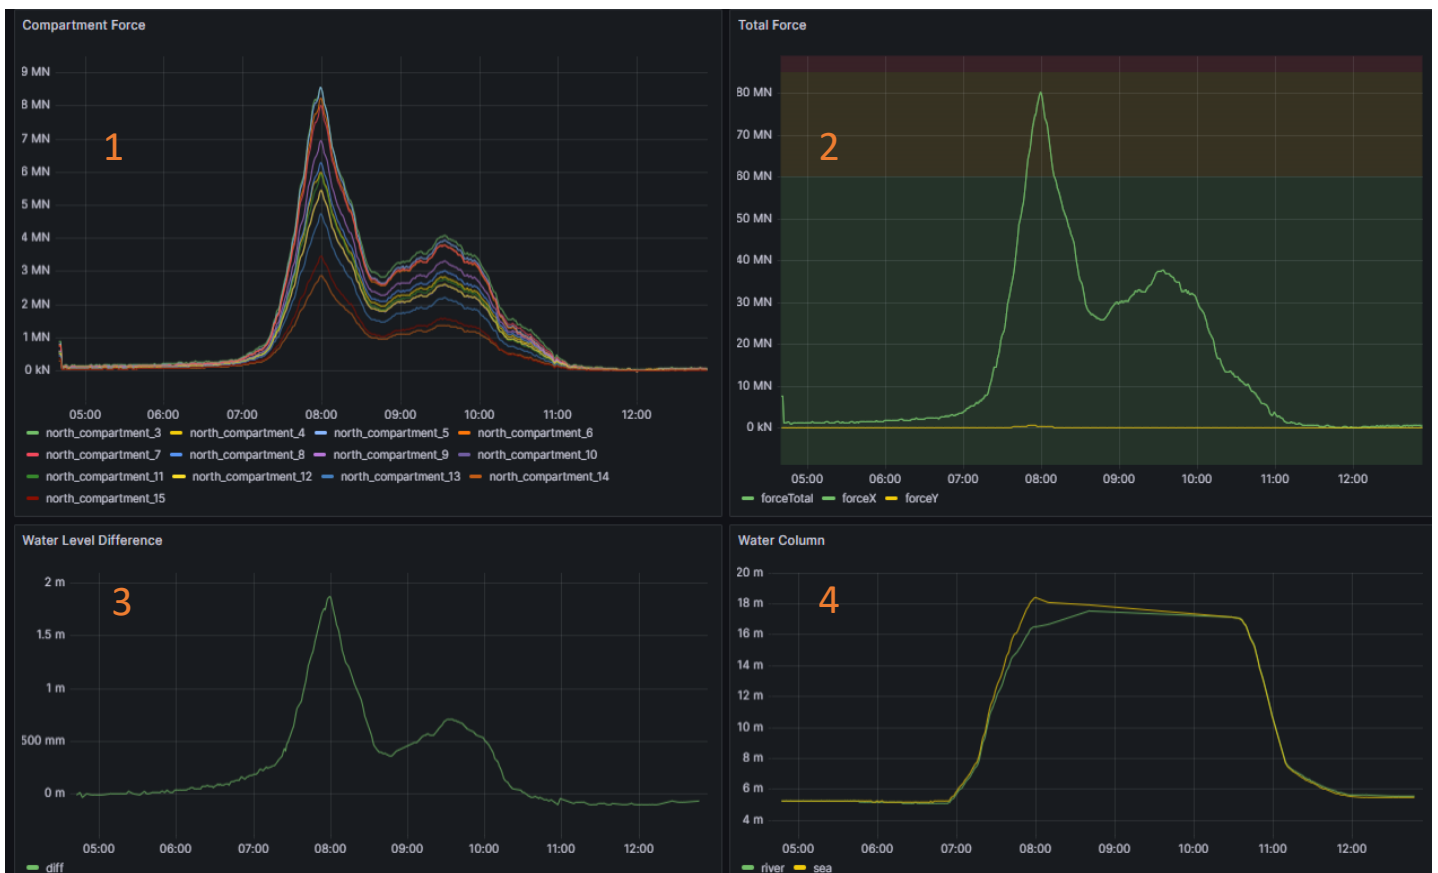 Compartment Force
9 MN
8 MN
7 MN
6 MN
5 MN
4 MN
3 MN
2 MN
1 MN
0 kN
1
05:00 06:00 07:00 08:00 09:00 10:00 11:00 12:00
north_compartment_3 north_compartment_4 north_compartment_5 north_compartment_6
north_compartment_7 north_compartment_8 north_compartment_9 north_compartment_10
north_compartment_11 north_compartment_12 north_compartment_13 north_compartment_14
north_compartment_15
Total Force
80 MN
70 MN
60 MN
50 MN
40 MN
30 MN
20 MN
10 MN
0 kN
2
05:00 06:00 07:00 08:00 09:00 10:00 11:00 12:00
forceTotal forceX forceY
Water Level Difference
2 m
1.5 m
1 m
500 mm
0 m
3
05:00 06:00 07:00 08:00 09:00 10:00 11:00 12:00
diff
Water Column
20 m
18 m
16 m
14 m
12 m
10 m
8 m
6 m
4 m
4
05:00 06:00 07:00 08:00 09:00 10:00 11:00 12:00
river sea